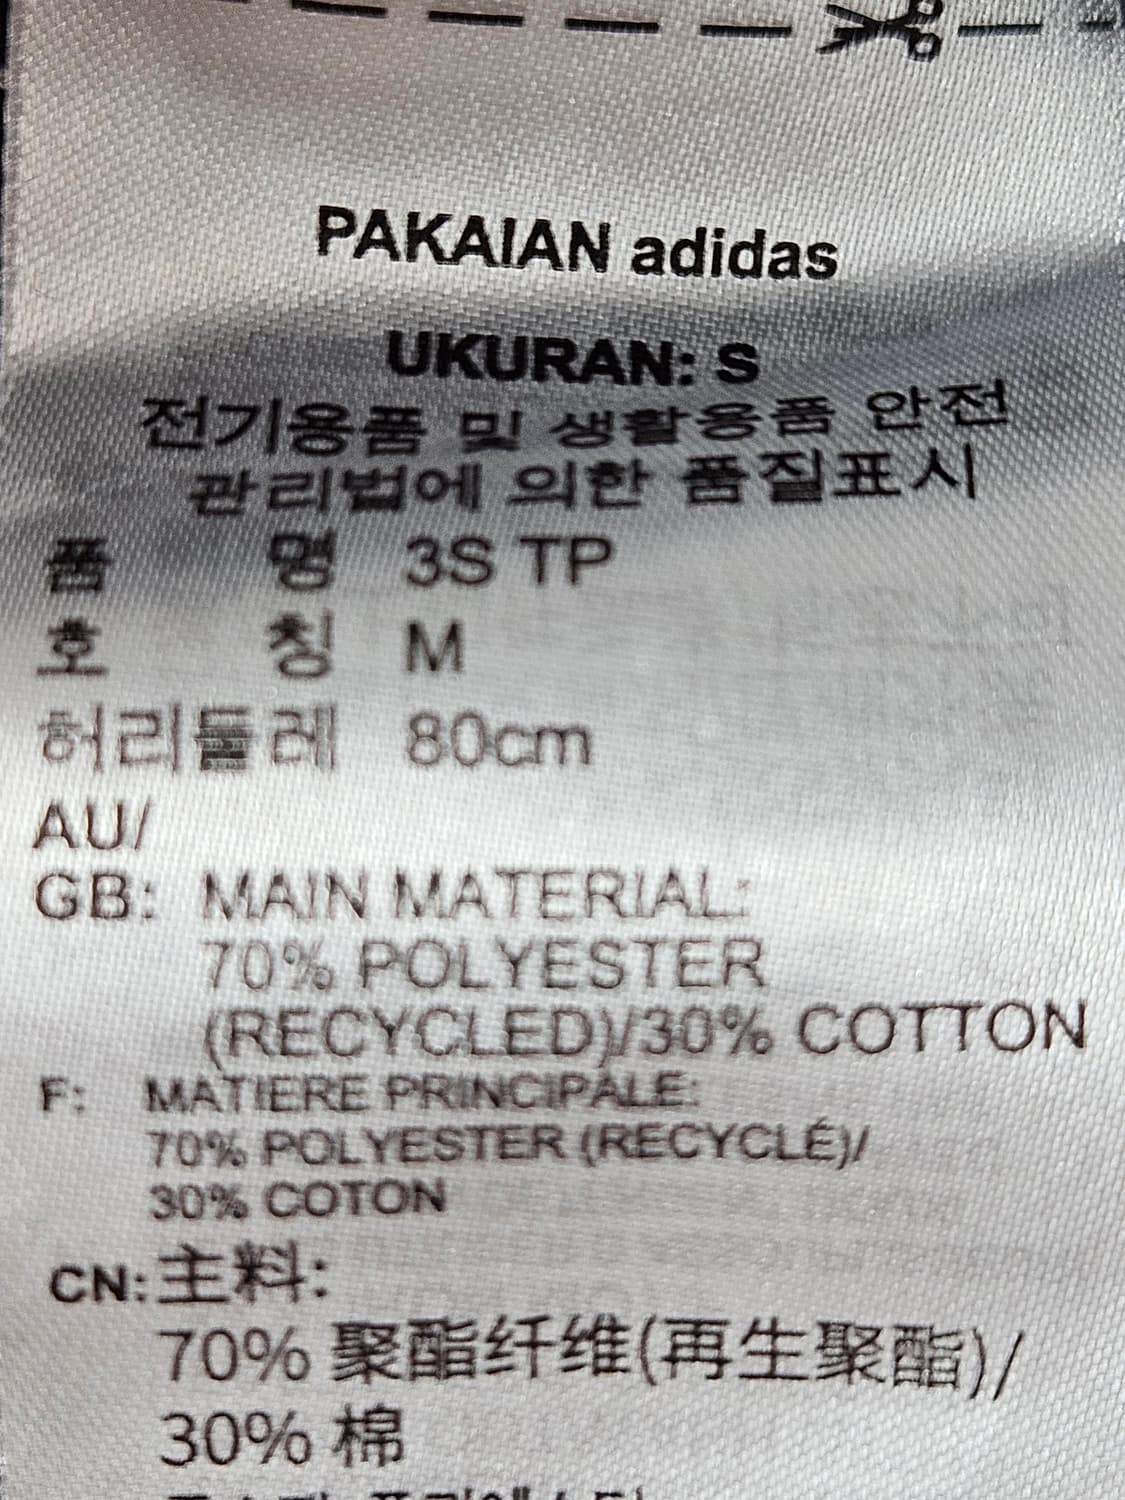 PAKAIAN adidas
UKURAN: S
전기용품 및 생활용품 안전
관리법에 의한 품질표시
품 명 3S TP
호 칭 M
허리둘레 80cm
AU/
GB: MAIN MATERIAL:
70% POLYESTER
(RECYCLED)/30% COTTON
F: MATIERE PRINCIPALE:
70% POLYESTER (RECYCLÉ)/
30% COTON
CN: 主料:
70% 聚酯纤维(再生聚酯)/
30% 棉